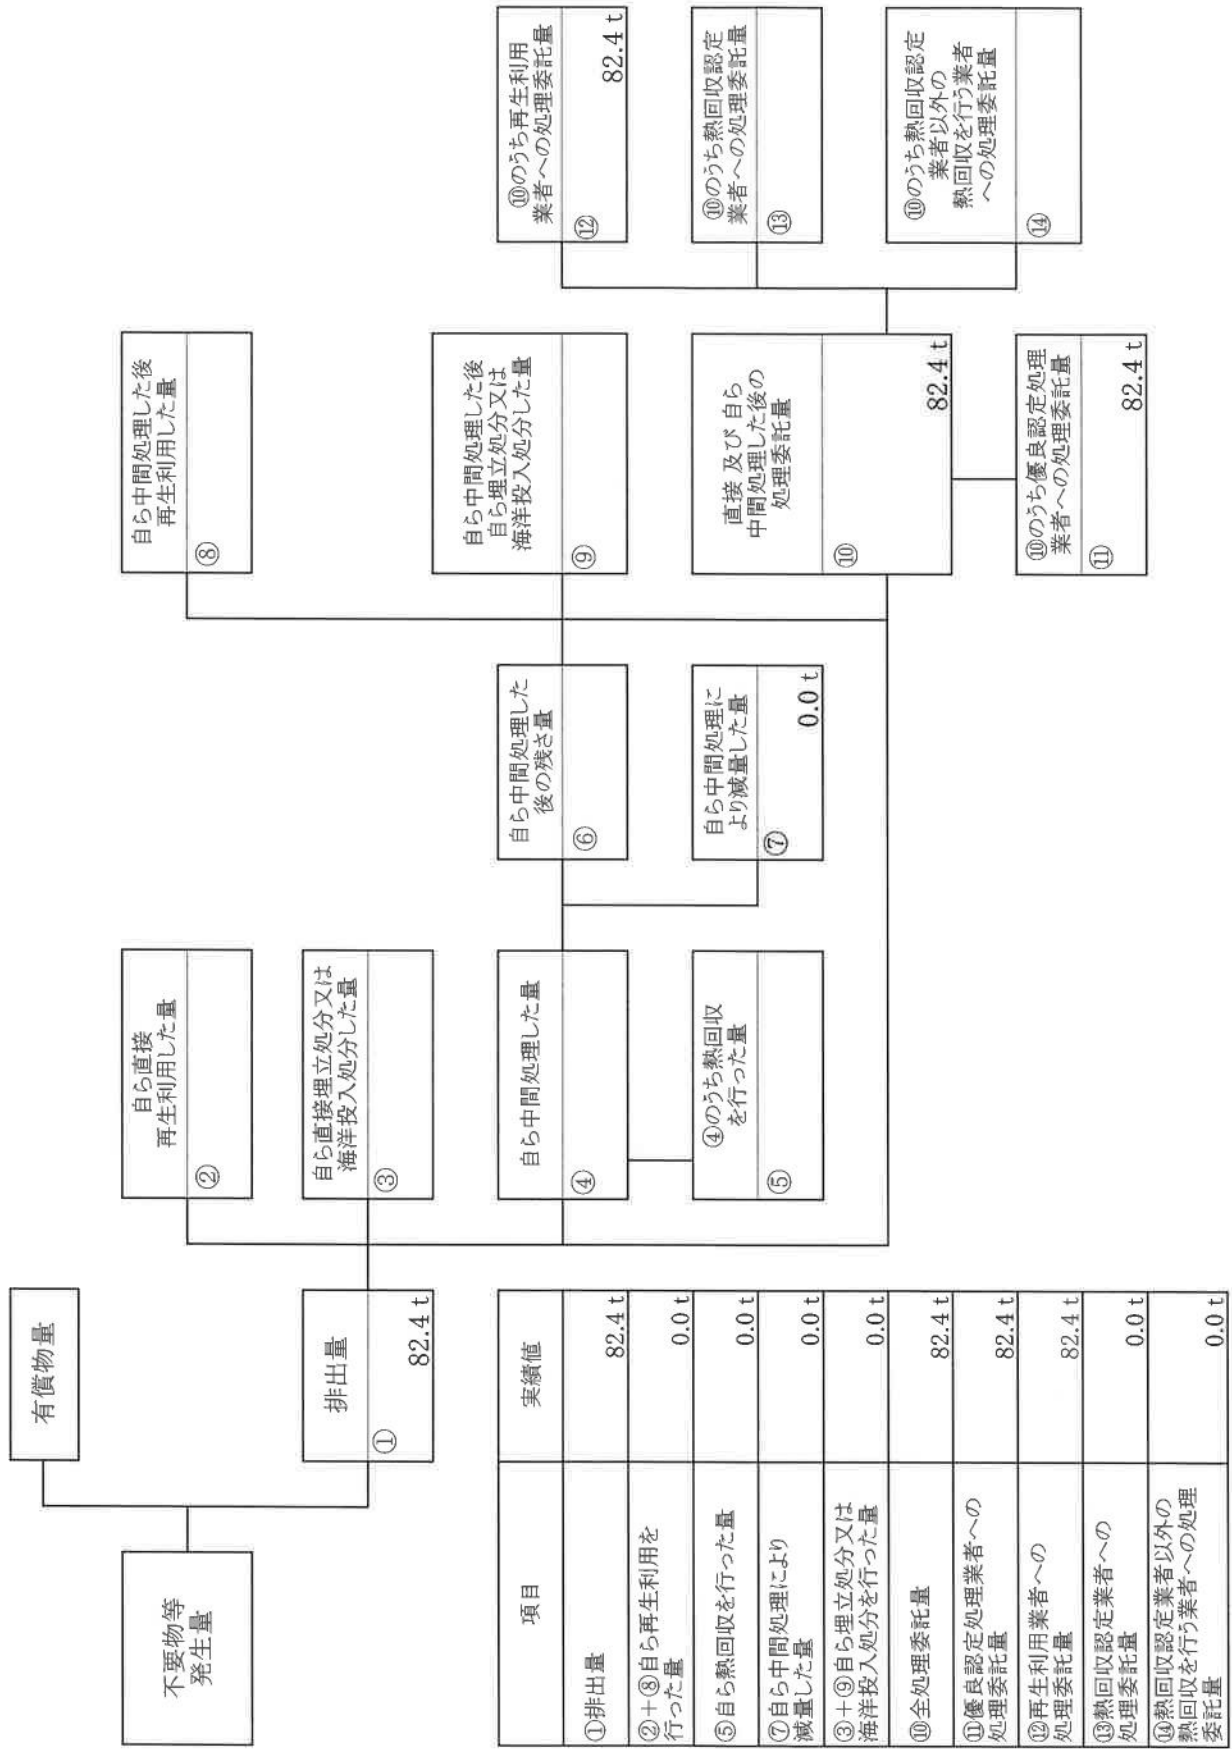 不要物等
発生量
有償物量
排出量
①
82.4 t
自ら直接
再生利用した量
②
自ら直接埋立処分又は
海洋投入処分した量
③
自ら中間処理した量
④
④のうち熱回収
を行った量
⑤
自ら中間処理した
後の残さ量
⑥
自ら中間処理に
より減量した量
⑦
0.0 t
自ら中間処理した後
再生利用した量
⑧
自ら中間処理した後
自ら埋立処分又は
海洋投入処分した量
⑨
直接 及び 自ら
中間処理した後の
処理委託量
⑩
82.4 t
⑩のうち優良認定処理
業者への処理委託量
⑪
82.4 t
⑩のうち再生利用
業者への処理委託量
⑫
82.4 t
⑩のうち熱回収認定
業者への処理委託量
⑬
⑩のうち熱回収認定
業者以外の
熱回収を行う業者
への処理委託量
⑭
項目 実績値
①排出量 82.4 t
②+⑧自ら再生利用を
行った量 0.0 t
⑤自ら熱回収を行った量 0.0 t
⑦自ら中間処理により
減量した量 0.0 t
③+⑨自ら埋立処分又は
海洋投入処分を行った量 0.0 t
⑩全処理委託量 82.4 t
⑪優良認定処理業者への
処理委託量 82.4 t
⑫再生利用業者への
処理委託量 82.4 t
⑬熱回収認定業者への
処理委託量 0.0 t
⑭熱回収認定業者以外の
熱回収を行う業者への処理
委託量 0.0 t